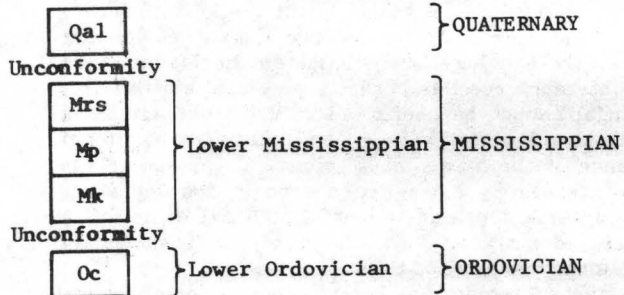 Qal QUATERNARY
Unconformity
Mrs
Mp Lower Mississippian MISSISSIPPIAN
Mk
Unconformity
Oc Lower Ordovician ORDOVICIAN